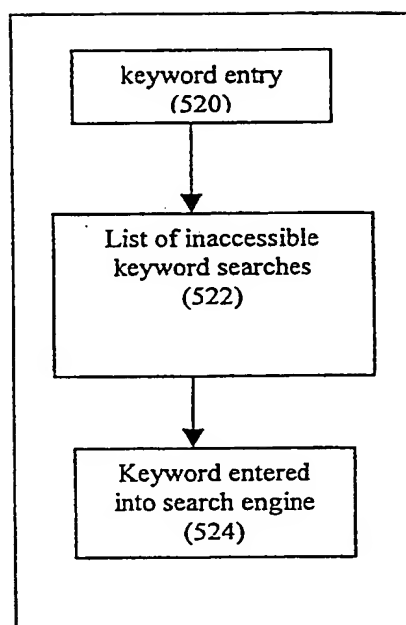 keyword entry
(520)
List of inaccessible
keyword searches
(522)
Keyword entered
into search engine
(524)